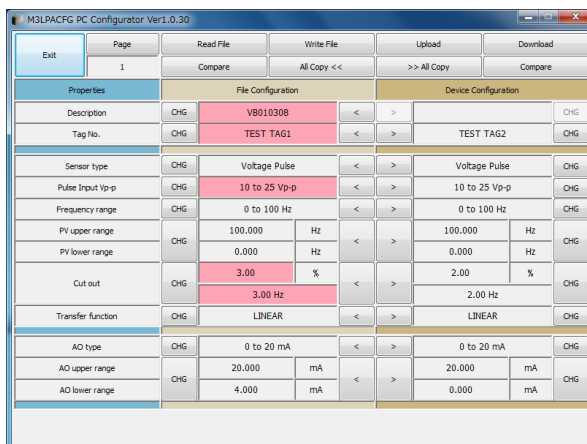 M3LPACFG PC Configurator Ver1.0.30
Exit Page Read File Write File Upload Download
1 Compare All Copy << >> All Copy Compare
Properties File Configuration Device Configuration
Description CHG VB010308 < > CHG
Tag No. CHG TEST TAG1 < > TEST TAG2 CHG
Sensor type CHG Voltage Pulse < > Voltage Pulse CHG
Pulse Input Vp-p CHG 10 to 25 Vp-p < > 10 to 25 Vp-p CHG
Frequency range CHG 0 to 100 Hz < > 0 to 100 Hz CHG
PV upper range CHG 100.000 Hz < > 100.000 Hz CHG
PV lower range 0.000 Hz 0.000 Hz
Cut out CHG 3.00 % < > 2.00 % CHG
3.00 Hz 2.00 Hz
Transfer function CHG LINEAR < > LINEAR CHG
AO type CHG 0 to 20 mA < > 0 to 20 mA CHG
AO upper range CHG 20.000 mA < > 20.000 mA CHG
AO lower range 4.000 mA 0.000 mA